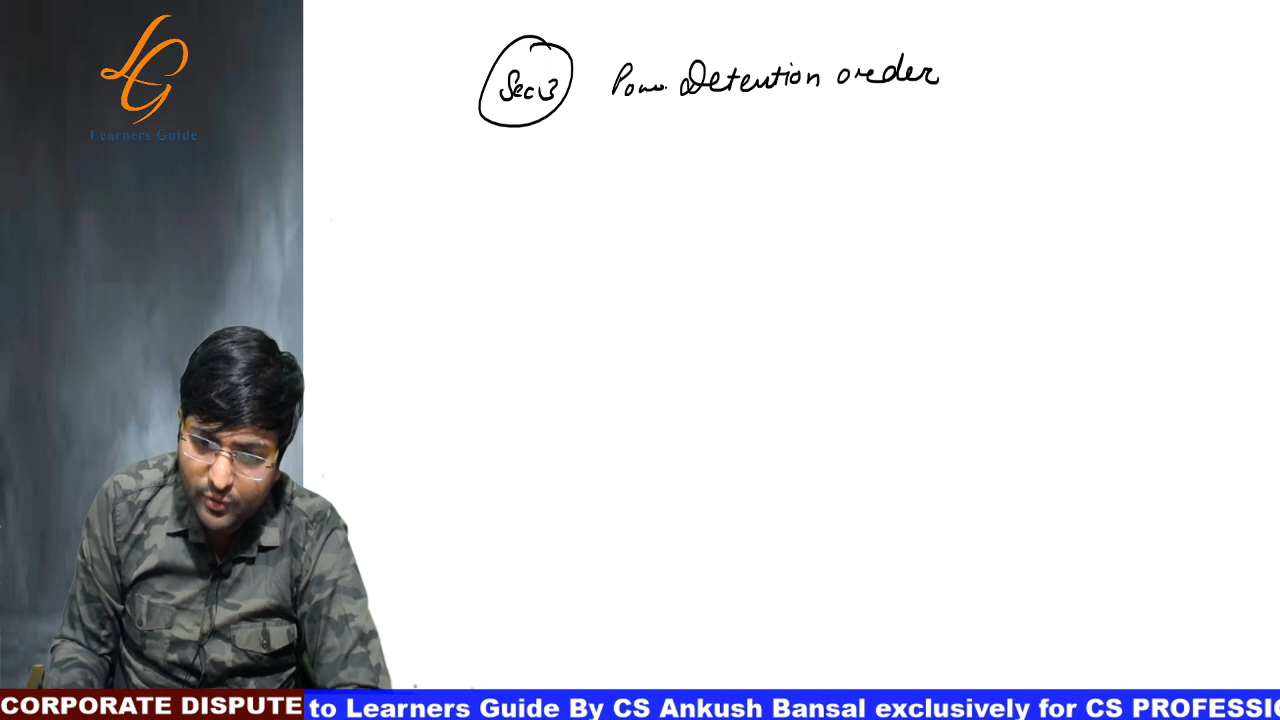 LG
Learners Guide
Sec 3 Pow. Detention order
CORPORATE DISPUTE to Learners Guide By CS Ankush Bansal exclusively for CS PROFESSI